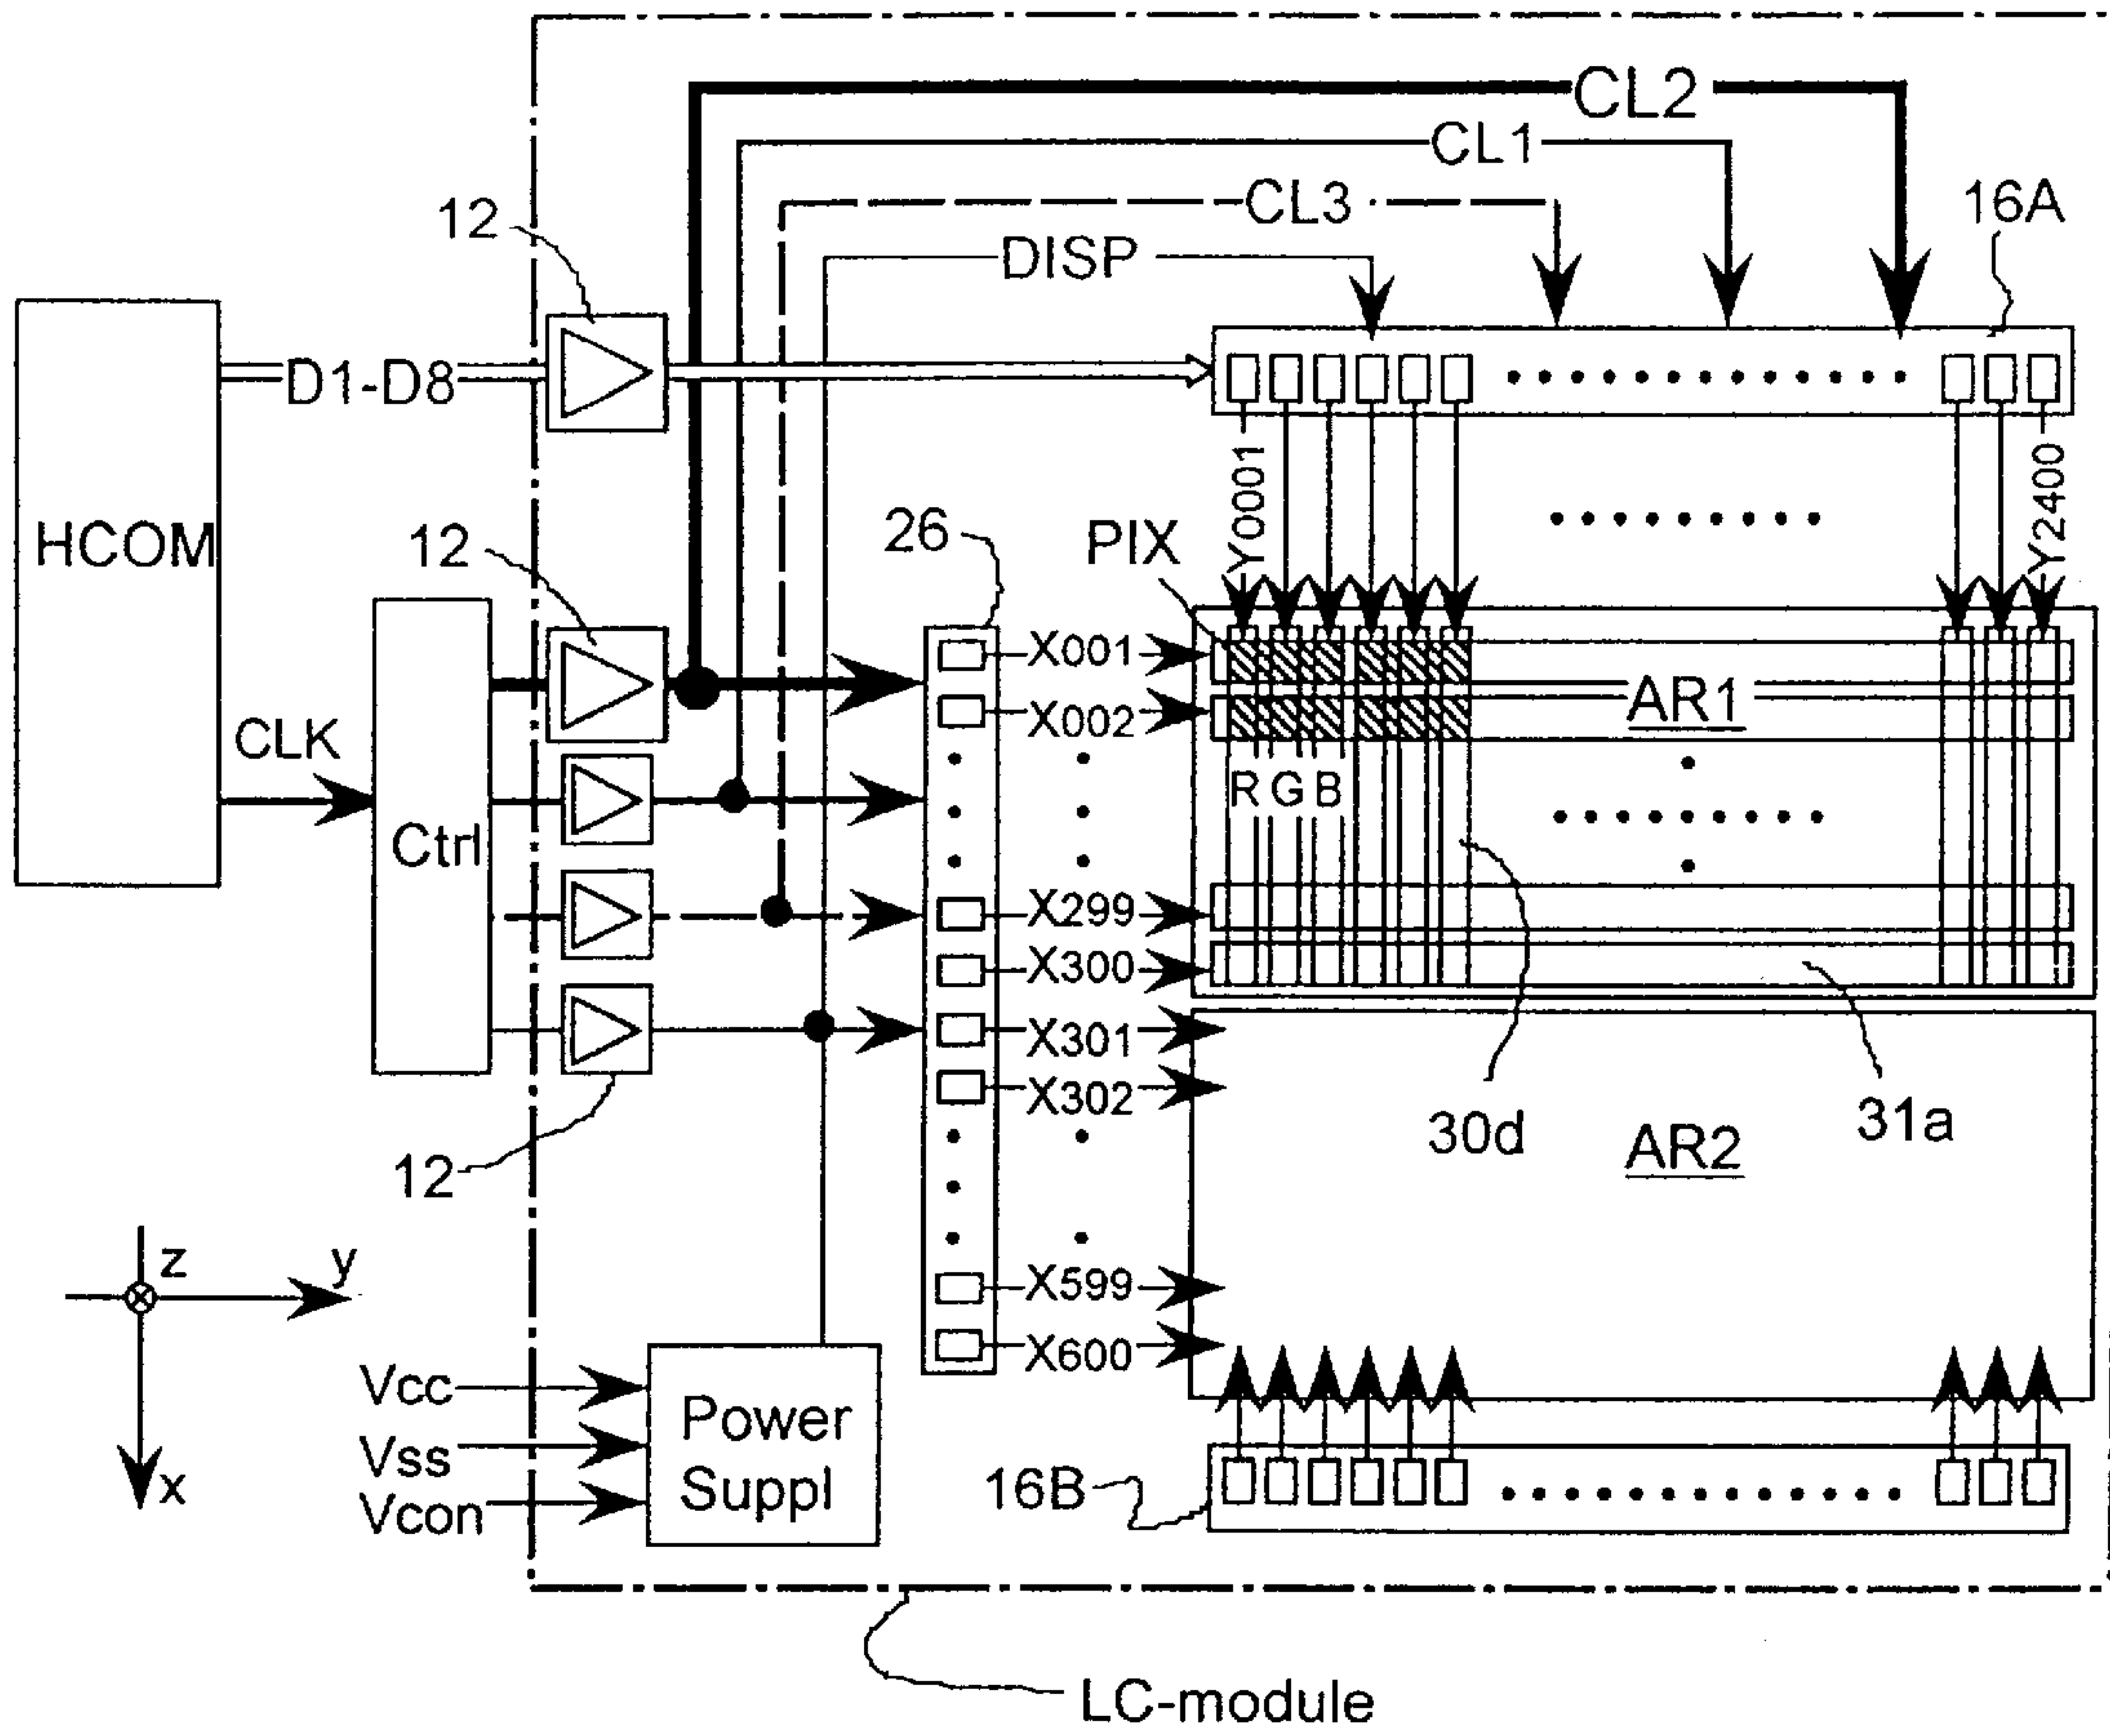 CL2
CL1
CL3
DISP
16A
12
D1-D8
HCOM
Y0001
Y2400
12
26
PIX
X001
X002
AR1
CLK
R G B
Ctrl
X299
X300
X301
X302
30d
31a
AR2
12
z
y
x
X599
X600
Vcc
Vss
Vcon
Power
Suppl
16B
LC-module